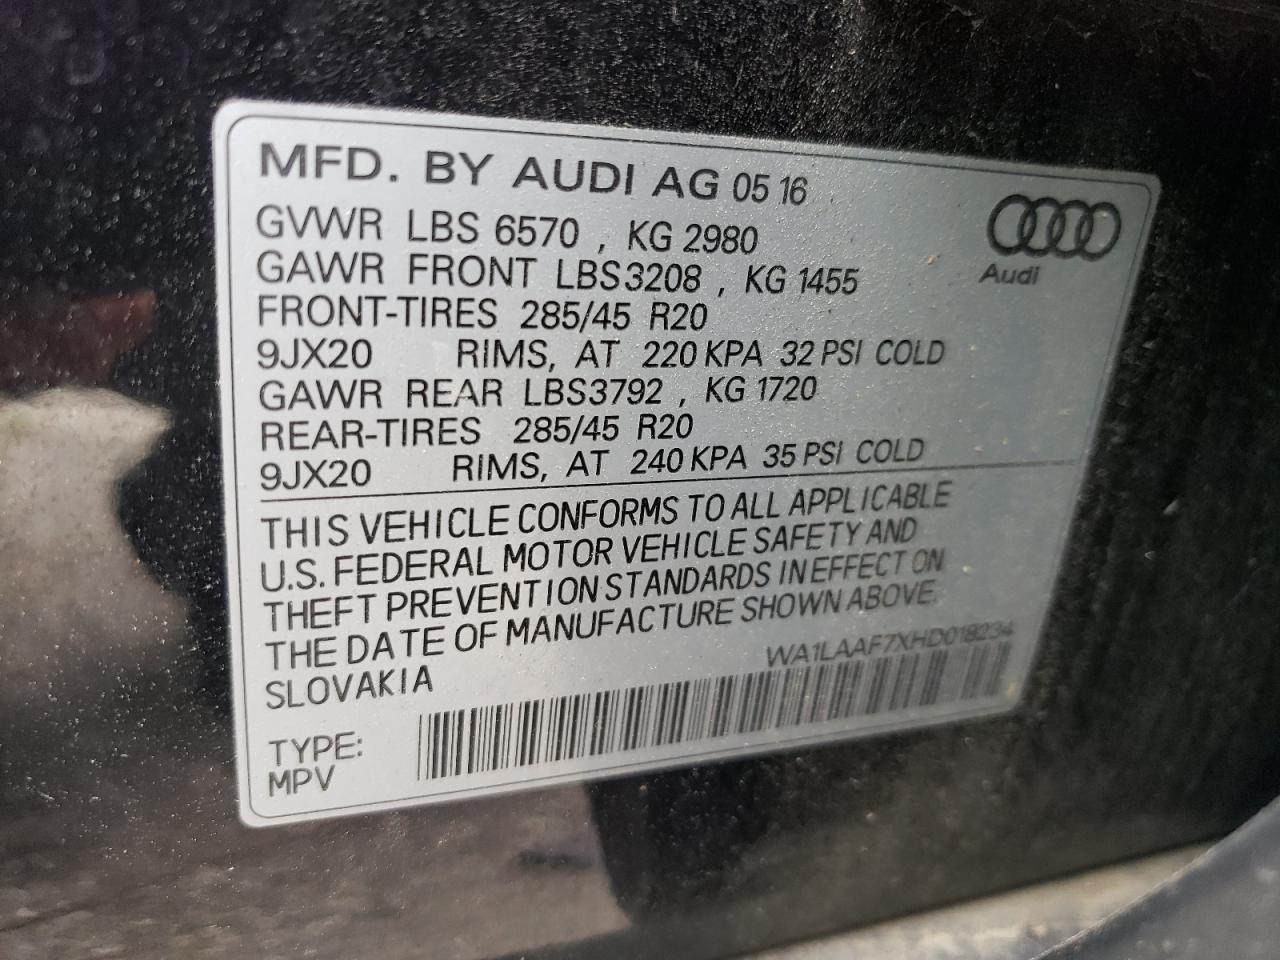 MFD. BY AUDI AG 05 16
GVWR LBS 6570 , KG 2980
GAWR FRONT LBS3208 , KG 1455
Audi
FRONT-TIRES 285/45 R20
9JX20 RIMS, AT 220 KPA 32 PSI COLD
GAWR REAR LBS3792 , KG 1720
REAR-TIRES 285/45 R20
9JX20 RIMS, AT 240 KPA 35 PSI COLD
THIS VEHICLE CONFORMS TO ALL APPLICABLE
U.S. FEDERAL MOTOR VEHICLE SAFETY AND
THEFT PREVENTION STANDARDS IN EFFECT ON
THE DATE OF MANUFACTURE SHOWN ABOVE.
SLOVAKIA
WA1LAAF7XHD018234
TYPE:
MPV